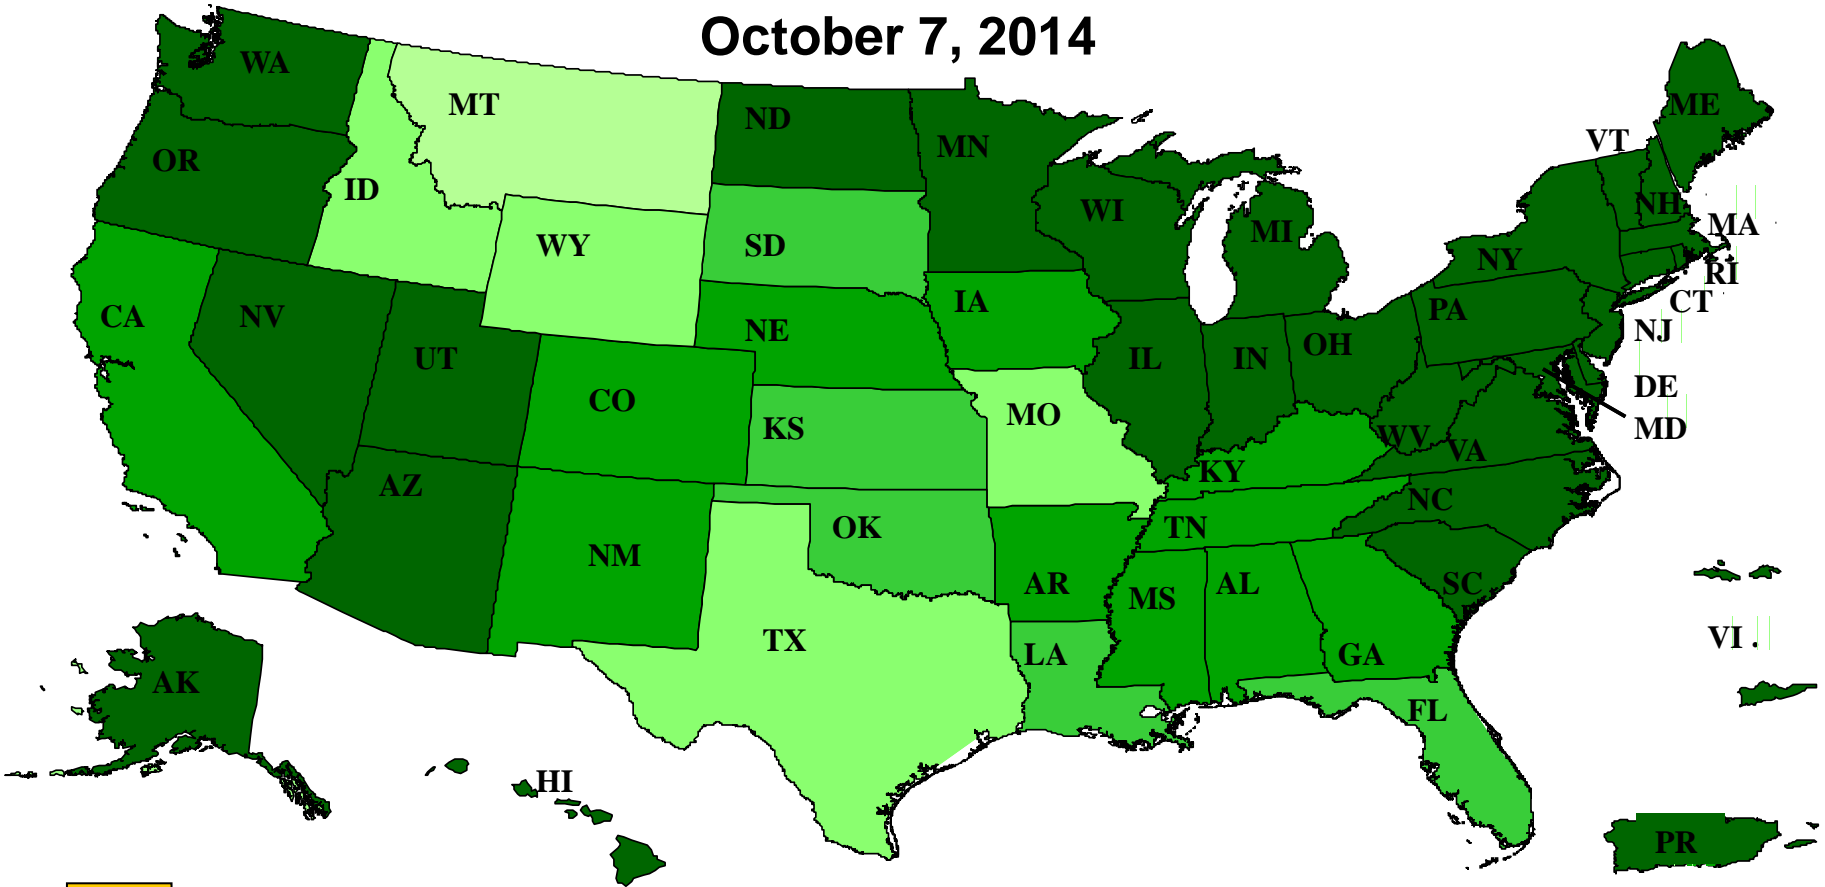 October 7, 2014
WA
MT
ND
MN
ME
VT
OR
ID
WI
NH
MI
MA
WY
SD
NY
RI
CT
CA
NV
NE
IA
PA
NJ
UT
IL
IN
OH
DE
CO
MO
MD
KS
WV
VA
KY
AZ
NC
OK
TN
NM
AR
MS
AL
SC
TX
LA
GA
VI
AK
FL
HI
PR